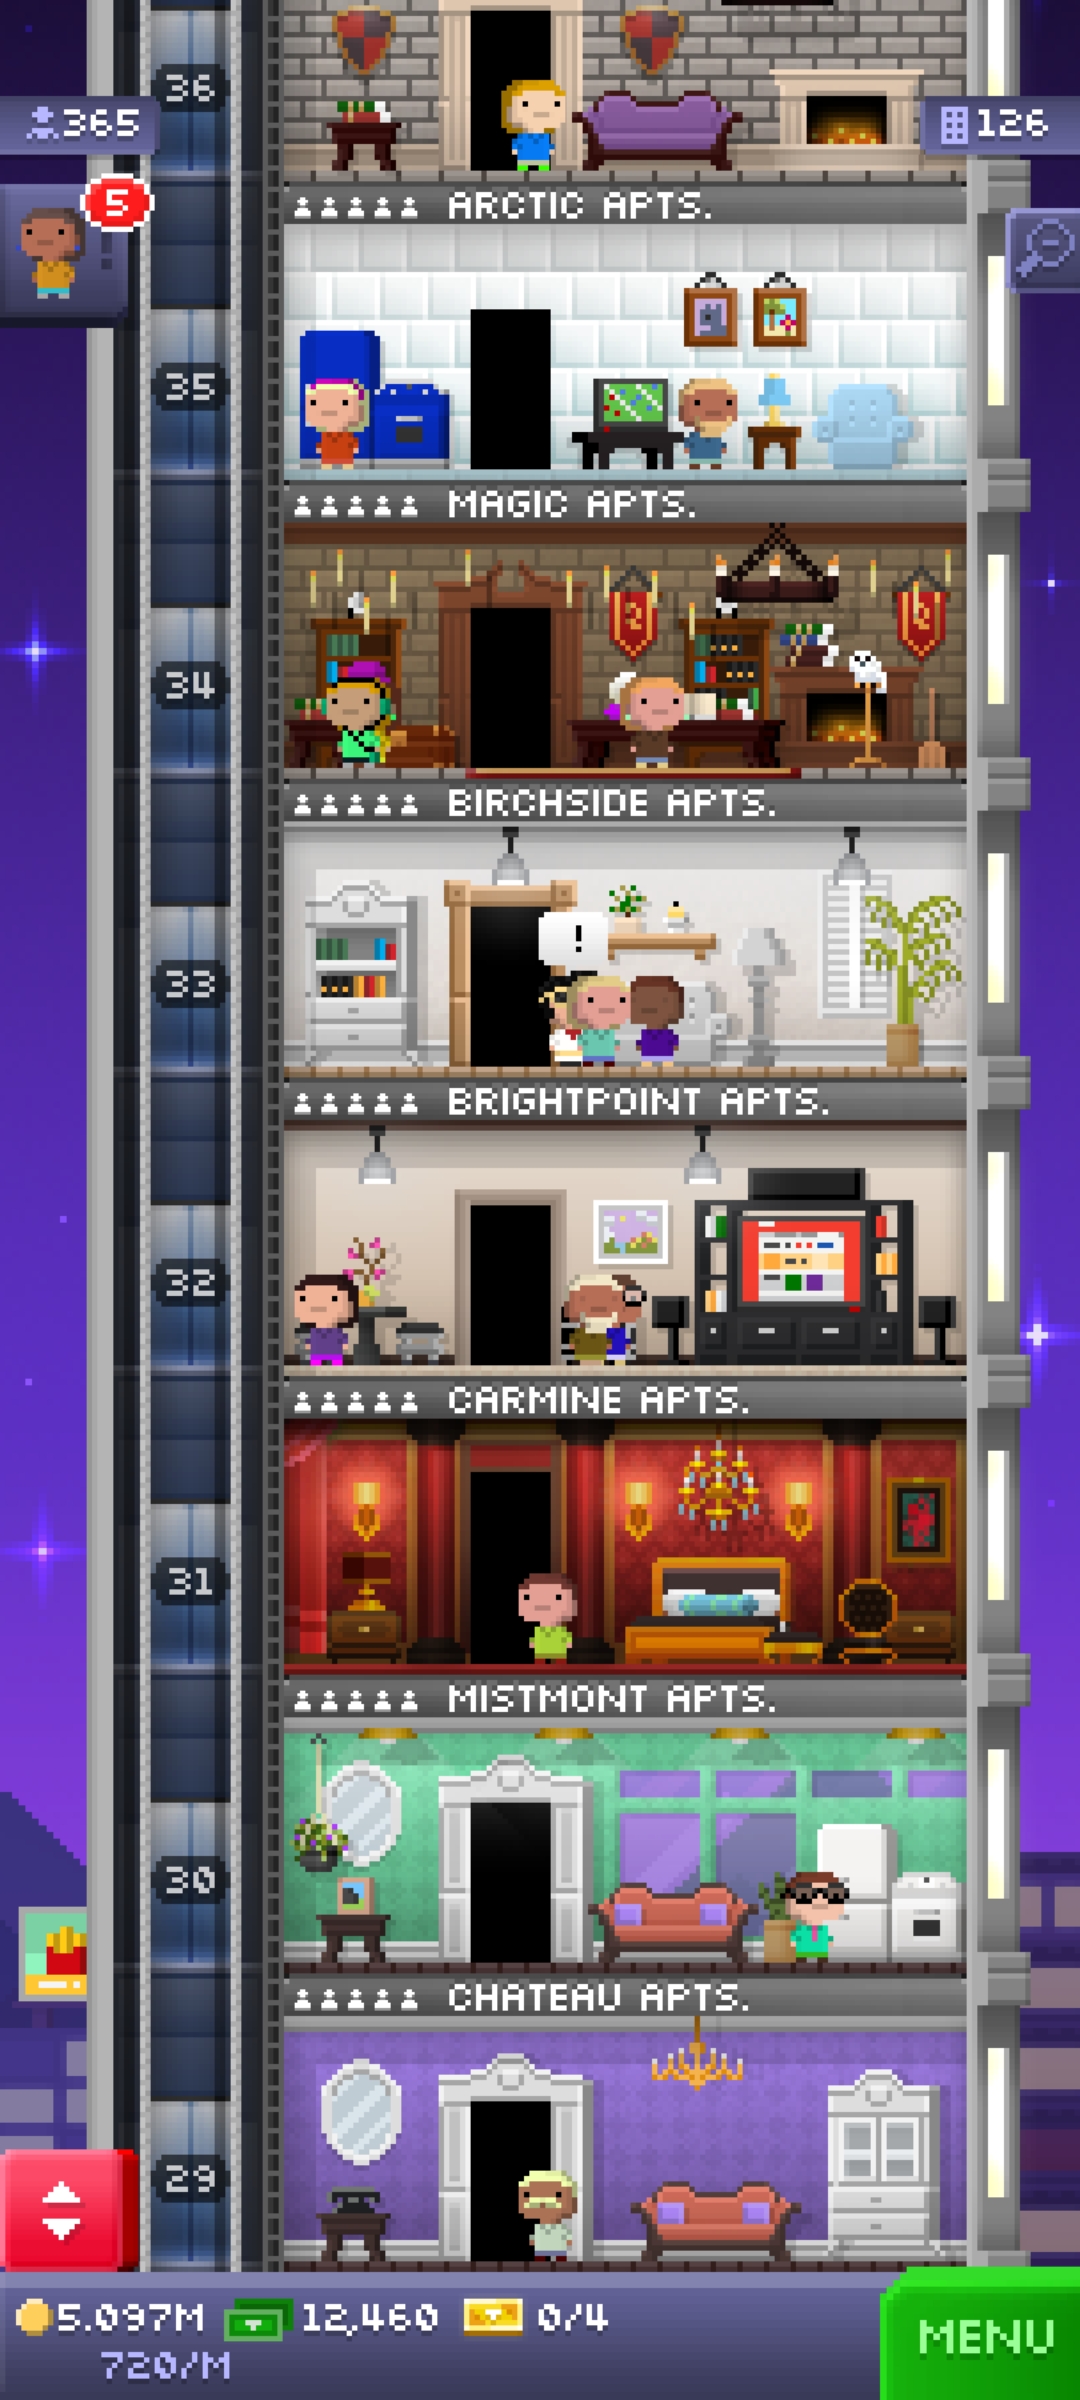 36
365
126
5
ARCTIC APTS.
35
MAGIC APTS.
34
BIRCHSIDE APTS.
!
33
BRIGHTPOINT APTS.
32
CARMINE APTS.
31
MISTMONT APTS.
30
CHATEAU APTS.
29
5.097M 12,460 0/4
720/M
MENU